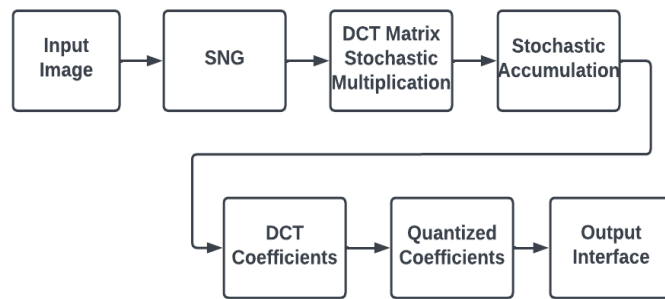 Input
Image
SNG
DCT Matrix
Stochastic
Multiplication
Stochastic
Accumulation
DCT
Coefficients
Quantized
Coefficients
Output
Interface